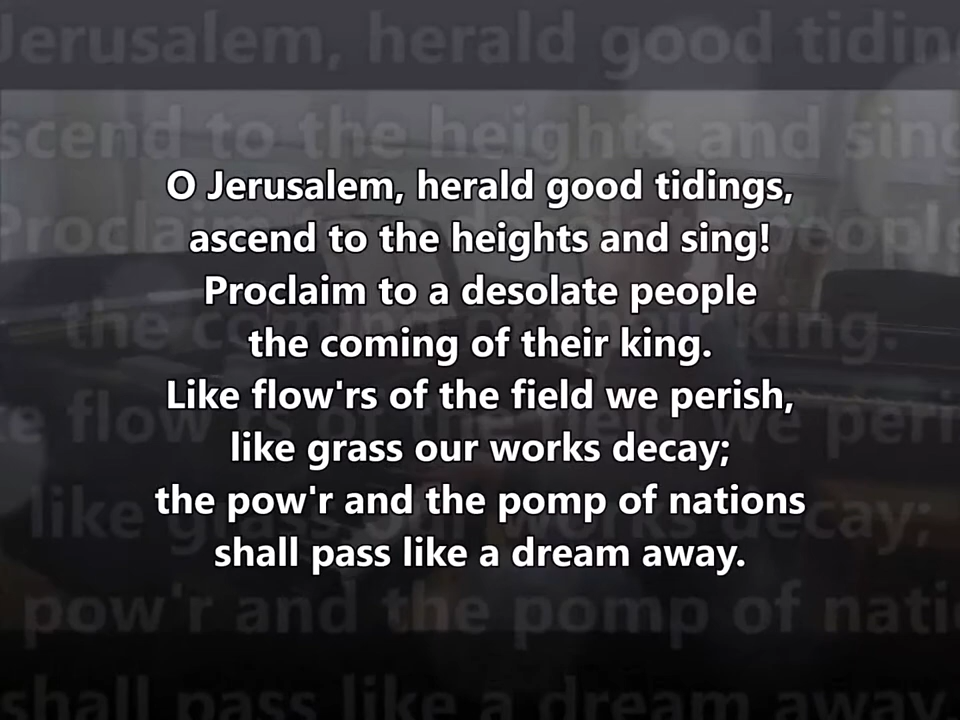 O Jerusalem, herald good tidings,
ascend to the heights and sing!
Proclaim to a desolate people
the coming of their king.
Like flow'rs of the field we perish,
like grass our works decay;
the pow'r and the pomp of nations
shall pass like a dream away.